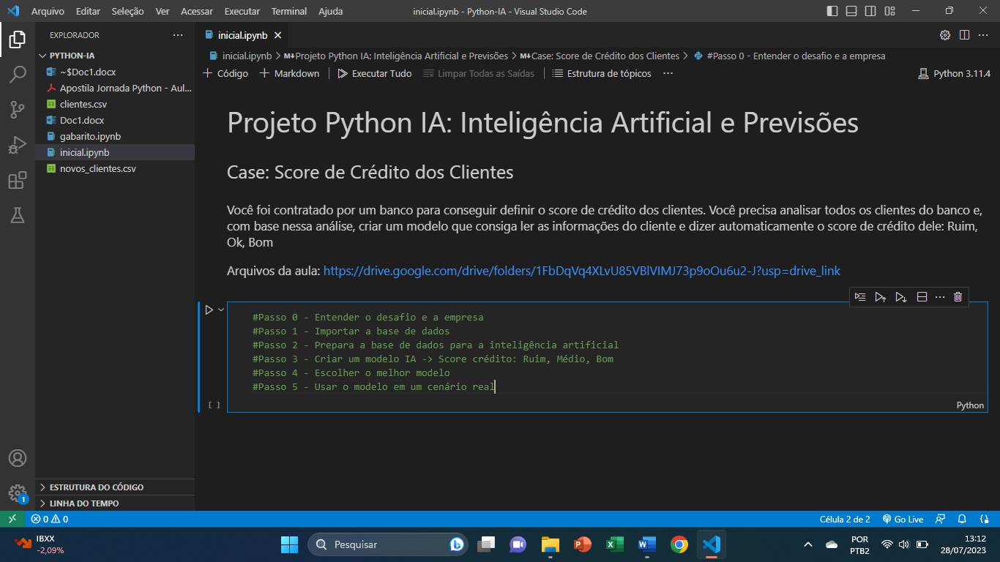 Arquivo Editar Seleção Ver Acessar Executar Terminal Ajuda
inicial.ipynb - Python-IA - Visual Studio Code
EXPLORADOR
PYTHON-IA
~$Doc1.docx
Apostila Jornada Python - Aul...
clientes.csv
Doc1.docx
gabarito.ipynb
inicial.ipynb
novos_clientes.csv
ESTRUTURA DO CÓDIGO
LINHA DO TEMPO
1
inicial.ipynb
inicial.ipynb > M↓Projeto Python IA: Inteligência Artificial e Previsões > M↓Case: Score de Crédito dos Clientes > #Passo 0 - Entender o desafio e a empresa
+ Código + Markdown Executar Tudo Limpar Todas as Saídas Estrutura de tópicos ... Python 3.11.4
Projeto Python IA: Inteligência Artificial e Previsões
Case: Score de Crédito dos Clientes
Você foi contratado por um banco para conseguir definir o score de crédito dos clientes. Você precisa analisar todos os clientes do banco e,
com base nessa análise, criar um modelo que consiga ler as informações do cliente e dizer automaticamente o score de crédito dele: Ruim,
Ok, Bom
Arquivos da aula: https://drive.google.com/drive/folders/1FbDqVq4XLvU85VBlVIMJ73p9oOu6u2-J?usp=drive_link
#Passo 0 - Entender o desafio e a empresa
#Passo 1 - Importar a base de dados
#Passo 2 - Prepara a base de dados para a inteligência artificial
#Passo 3 - Criar um modelo IA -> Score crédito: Ruim, Médio, Bom
#Passo 4 - Escolher o melhor modelo
#Passo 5 - Usar o modelo em um cenário real
[ ]
Python
0 0
Célula 2 de 2 Go Live
IBXX
-2,09%
Pesquisar
POR
PTB2
13:12
28/07/2023